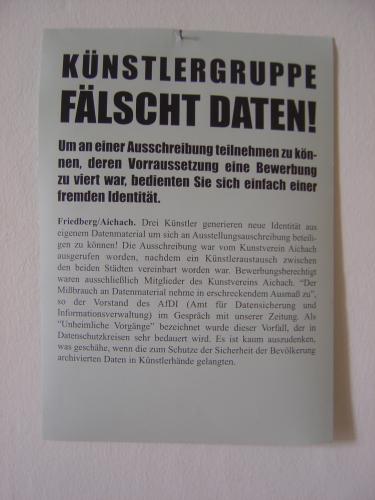 KÜNSTLERGRUPPE
FÄLSCHT DATEN!
Um an einer Ausschreibung teilnehmen zu kön-
nen, deren Vorraussetzung eine Bewerbung
zu viert war, bedienten Sie sich einfach einer
fremden Identität.
Friedberg/Aichach. Drei Künstler generieren neue Identität aus
eigenem Datenmaterial um sich an Ausstellungsauschreibung beteili-
gen zu können! Die Ausschreibung war vom Kunstverein Aichach
ausgerufen worden, nachdem ein Künstleraustausch zwischen
den beiden Städten vereinbart worden war. Bewerbungsberechtigt
waren ausschließlich Mitglieder des Kunstvereins Aichach. "Der
Mißbrauch an Datenmaterial nehme in erschreckendem Ausmaß zu",
so der Vorstand des AfDI (Amt für Datensicherung und
Informationsverwaltung) im Gespräch mit unserer Zeitung. Als
"Unheimliche Vorgänge" bezeichnet wurde dieser Vorfall, der in
Datenschutzkreisen sehr bedauert wird. Es ist kaum auszudenken,
was geschähe, wenn die zum Schutze der Sicherheit der Bevölkerung
archivierten Daten in Künstlerhände gelangten.